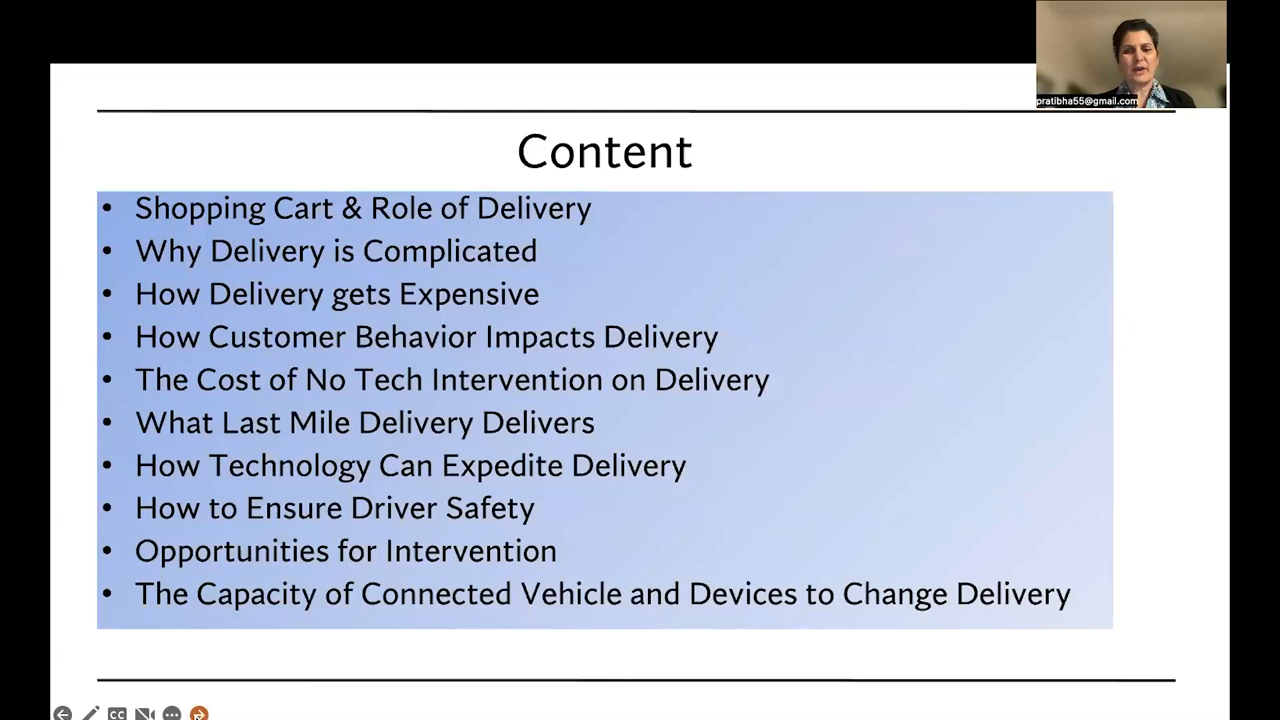 pratibha55@gmail.com
Content
• Shopping Cart & Role of Delivery
• Why Delivery is Complicated
• How Delivery gets Expensive
• How Customer Behavior Impacts Delivery
• The Cost of No Tech Intervention on Delivery
• What Last Mile Delivery Delivers
• How Technology Can Expedite Delivery
• How to Ensure Driver Safety
• Opportunities for Intervention
• The Capacity of Connected Vehicle and Devices to Change Delivery
CC